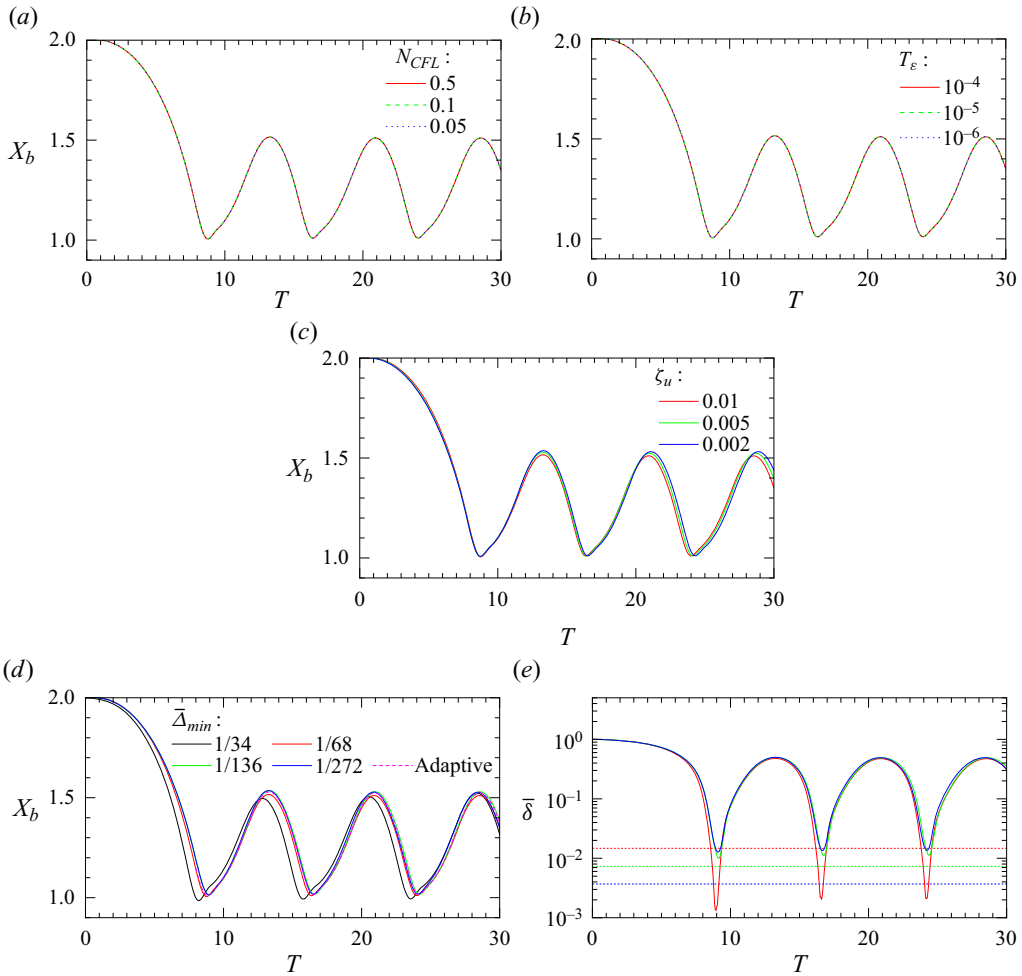 (a)
2.0
1.5
1.0
X_b
N_CFL :
0.5
0.1
0.05
0 10 20 30
T
(b)
2.0
1.5
1.0
T_ε :
10⁻⁴
10⁻⁵
10⁻⁶
0 10 20 30
T
(c)
2.0
1.5
1.0
X_b
ζ_u :
0.01
0.005
0.002
0 10 20 30
T
(d)
2.0
1.5
1.0
X_b
Δ̅_min :
1/34 1/68
1/136 1/272 Adaptive
0 10 20 30
T
(e)
10⁰
10⁻¹
10⁻²
10⁻³
δ̅
0 10 20 30
T